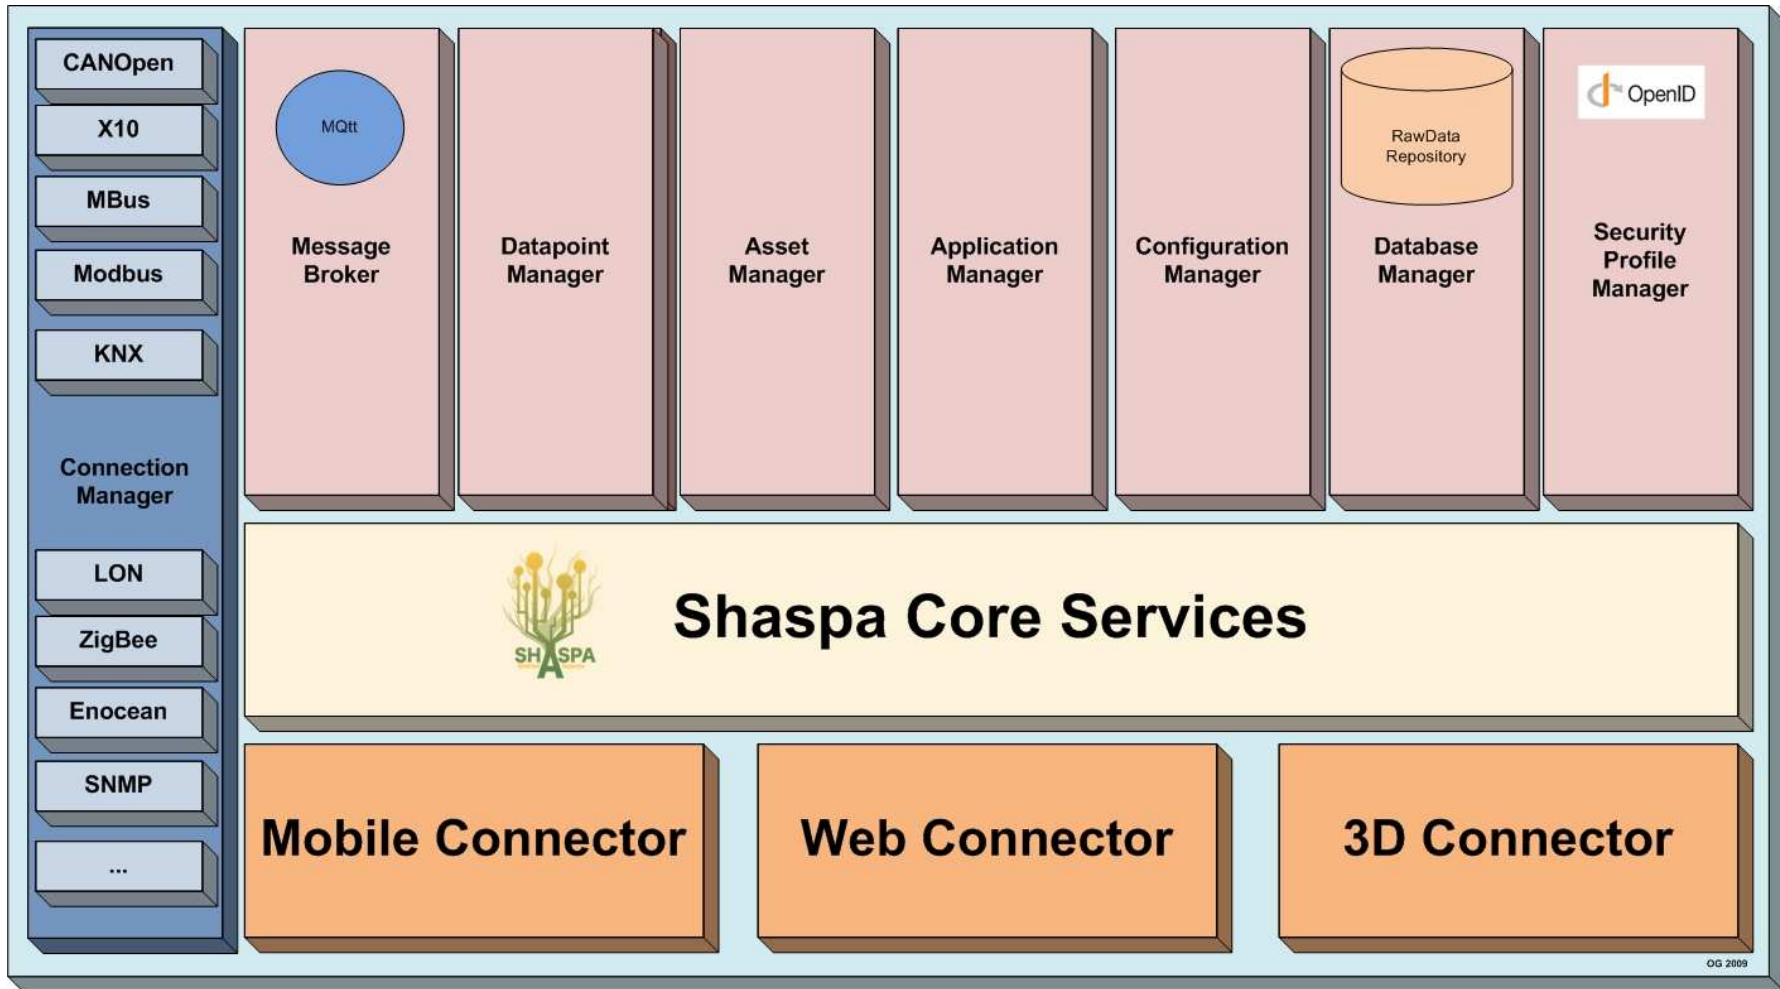 CANOpen
X10
MBus
Modbus
KNX
Connection
Manager
LON
ZigBee
Enocean
SNMP
...
MQtt
Message
Broker
Datapoint
Manager
Asset
Manager
Application
Manager
Configuration
Manager
RawData
Repository
Database
Manager
OpenID
Security
Profile
Manager
SHASPA
Shaspa Core Services
Mobile Connector
Web Connector
3D Connector
OG 2009